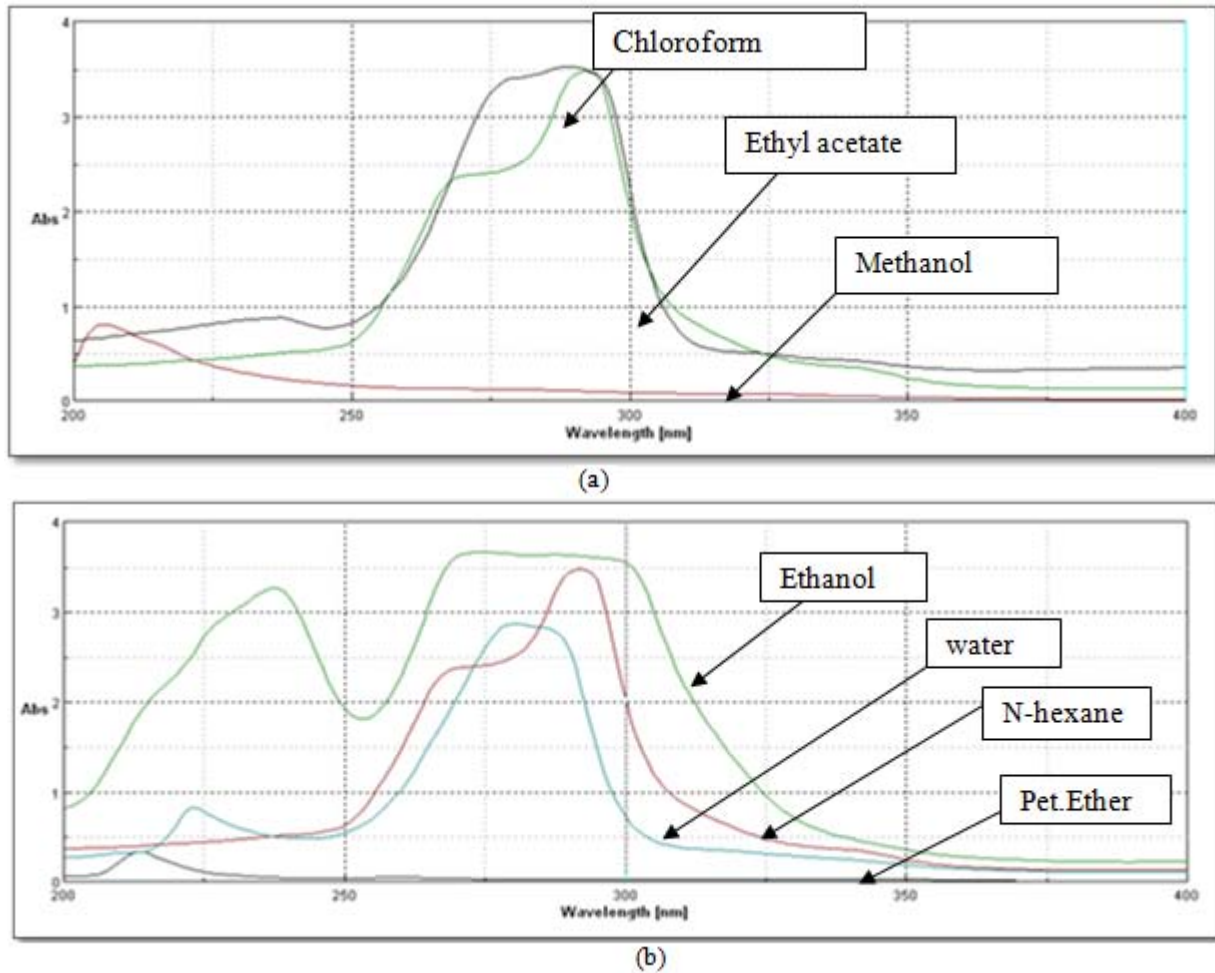 4
Chloroform
3
Ethyl acetate
Abs
2
Methanol
1
0
200
250
300
350
400
Wavelength [nm]
(a)
4
Ethanol
3
water
Abs
2
N-hexane
1
Pet.Ether
0
200
250
300
350
400
Wavelength [nm]
(b)